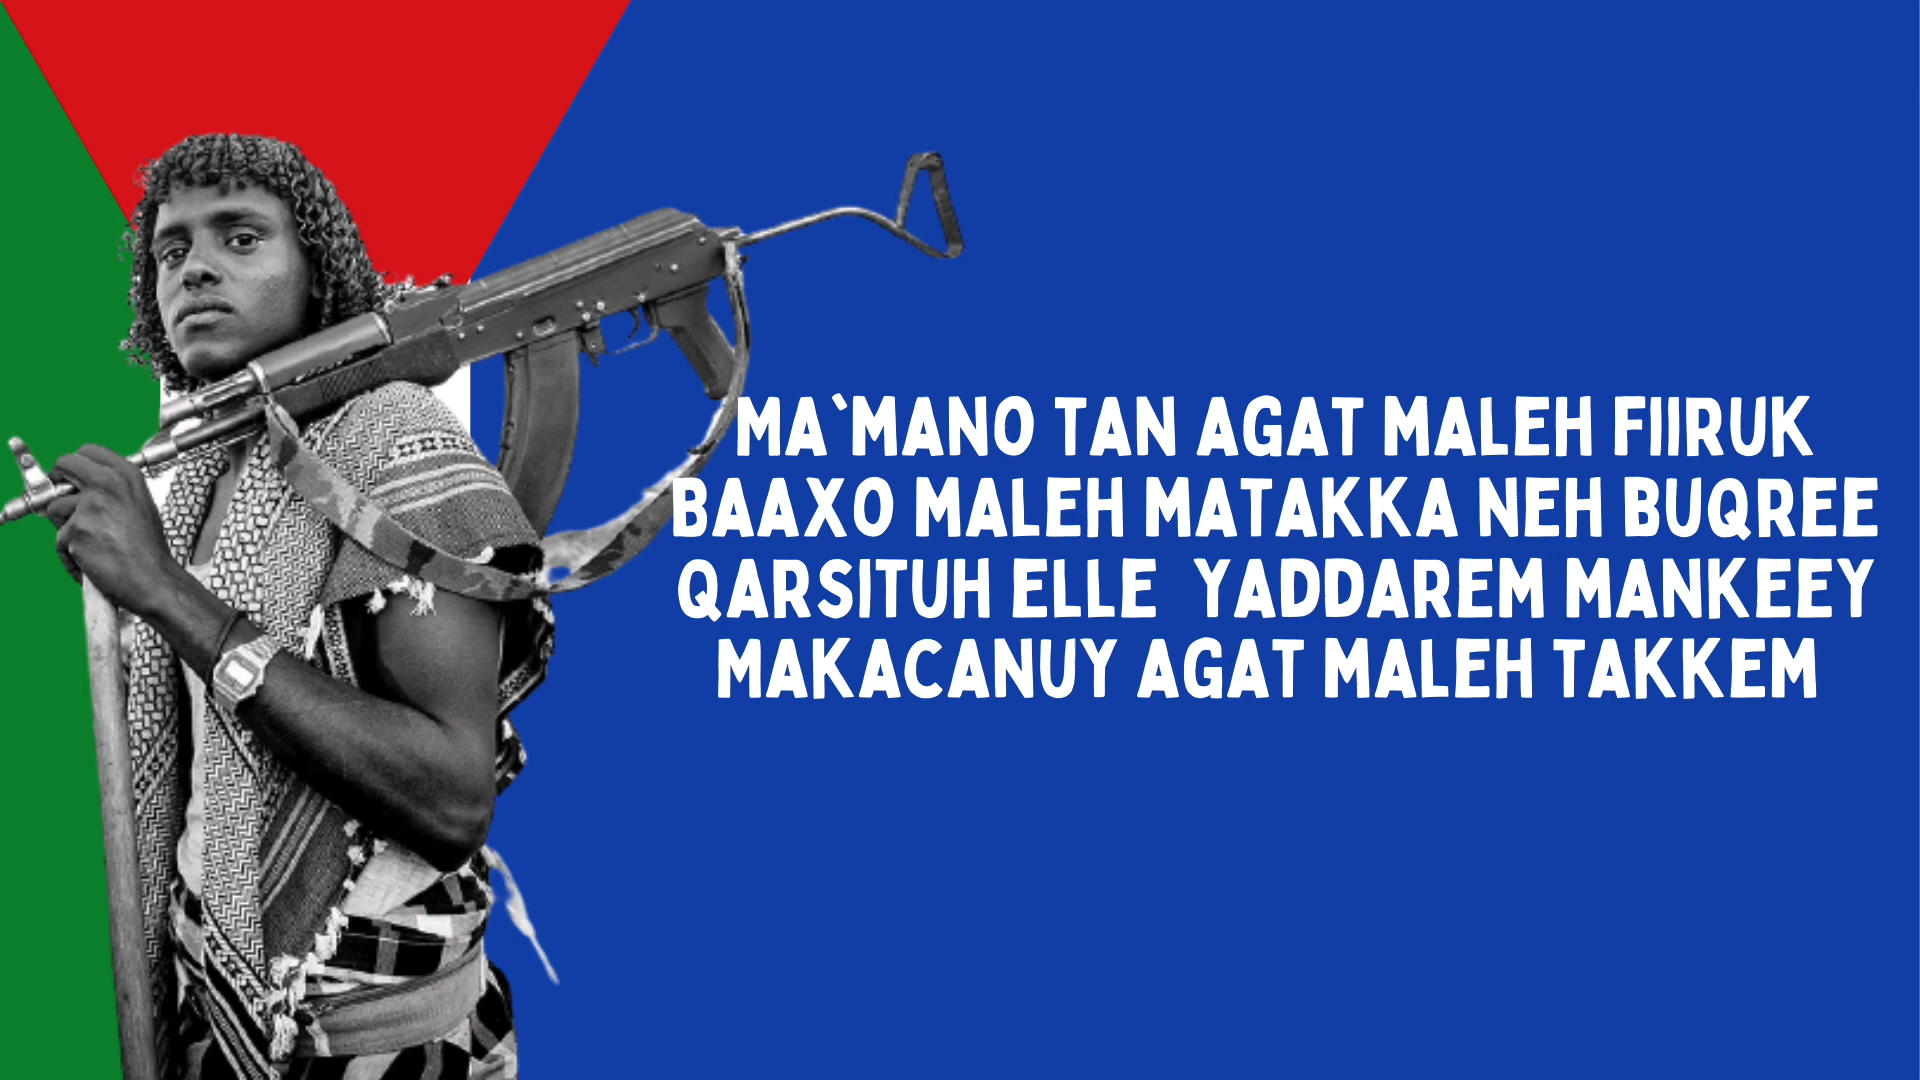 MA`MANO TAN AGAT MALEH FIIRUK
BAAXO MALEH MATAKKA NEH BUQREE
QARSITUH ELLE YADDAREM MANKEEY
MAKACANUY AGAT MALEH TAKKEM